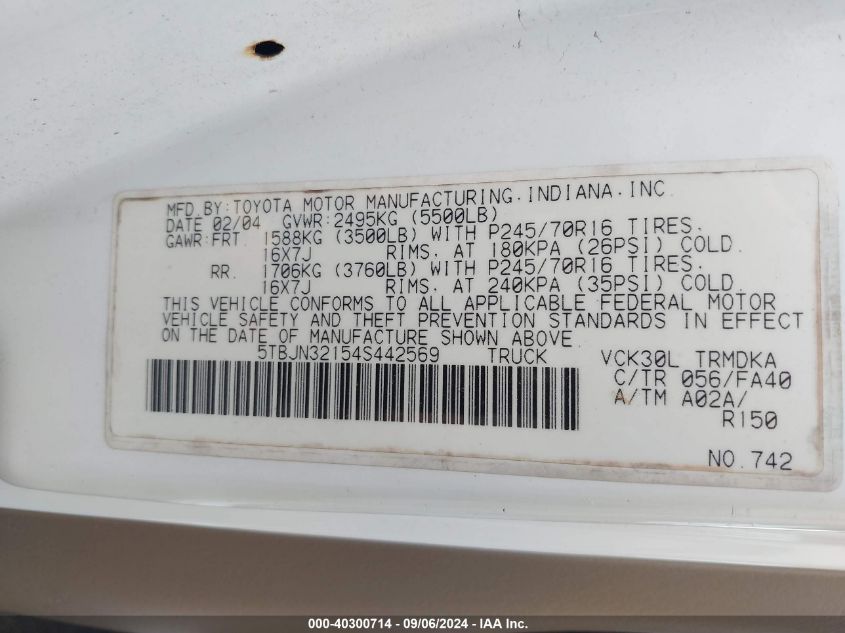 MFD.BY:TOYOTA MOTOR MANUFACTURING.INDIANA.INC.
DATE 02/04 GVWR:2495KG (5500LB)
GAWR:FRT. 1588KG (3500LB) WITH P245/70R16 TIRES.
16X7J RIMS. AT 180KPA (26PSI) COLD.
RR. 1706KG (3760LB) WITH P245/70R16 TIRES.
16X7J RIMS. AT 240KPA (35PSI) COLD.
THIS VEHICLE CONFORMS TO ALL APPLICABLE FEDERAL MOTOR
VEHICLE SAFETY AND THEFT PREVENTION STANDARDS IN EFFECT
ON THE DATE OF MANUFACTURE SHOWN ABOVE.
5TBJN32154S442569 TRUCK VCK30L TRMDKA
C/TR 056/FA40
A/TM A02A/
R150
NO.742
000-40300714 - 09/06/2024 - IAA Inc.